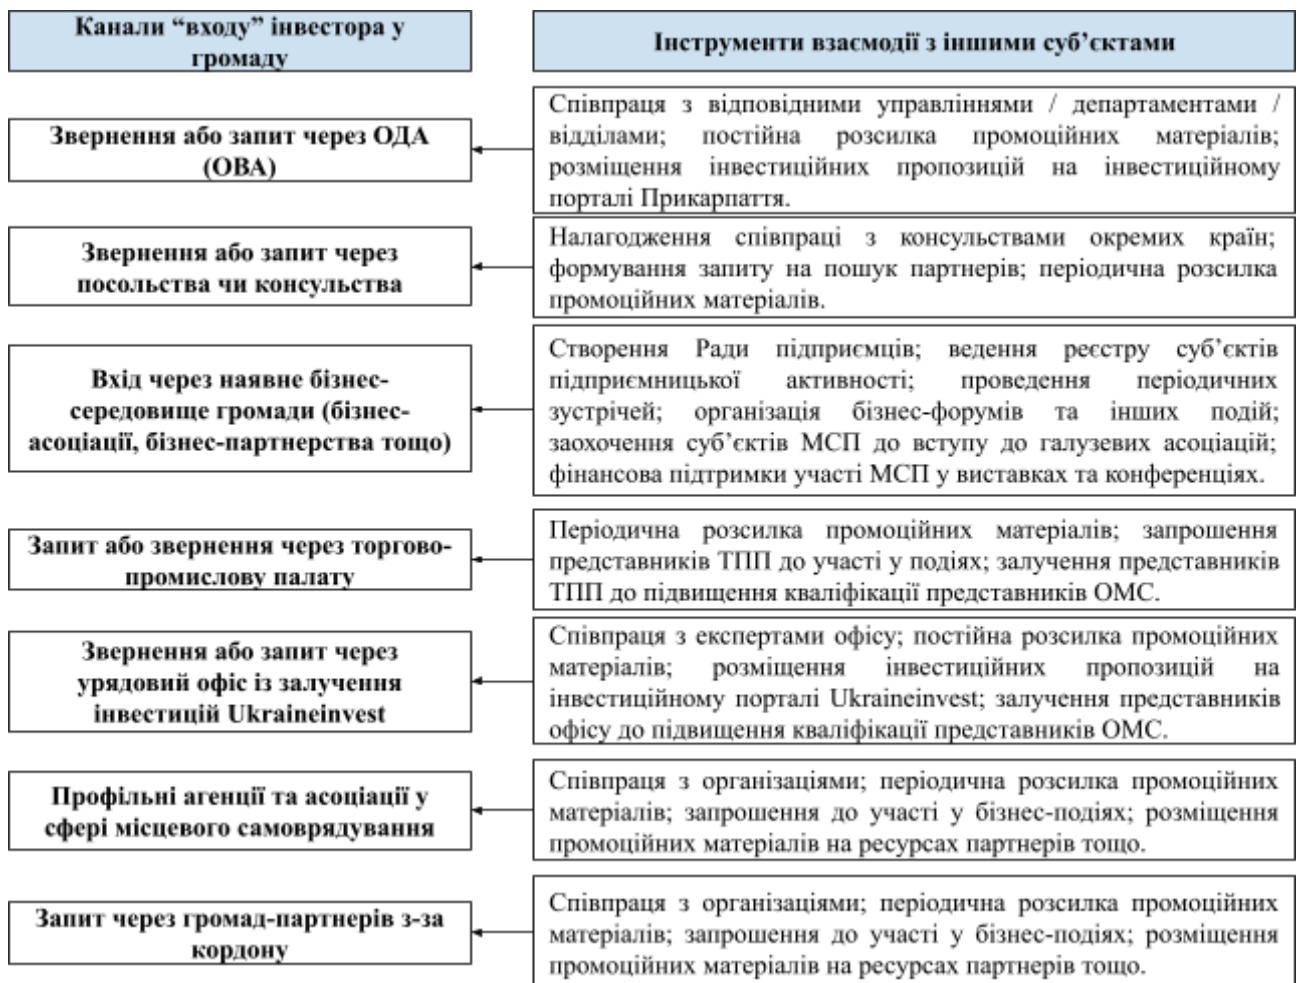 Канали “входу” інвестора у
громаду
Інструменти взаємодії з іншими суб’єктами
Звернення або запит через ОДА
(ОВА)
Співпраця з відповідними управліннями / департаментами /
відділами; постійна розсилка промоційних матеріалів;
розміщення інвестиційних пропозицій на інвестиційному
порталі Прикарпаття.
Звернення або запит через
посольства чи консульства
Налагодження співпраці з консульствами окремих країн;
формування запиту на пошук партнерів; періодична розсилка
промоційних матеріалів.
Вхід через наявне бізнес-
середовище громади (бізнес-
асоціації, бізнес-партнерства тощо)
Створення Ради підприємців; ведення реєстру суб’єктів
підприємницької активності; проведення періодичних
зустрічей; організація бізнес-форумів та інших подій;
заохочення суб’єктів МСП до вступу до галузевих асоціацій;
фінансова підтримки участі МСП у виставках та конференціях.
Запит або звернення через торгово-
промислову палату
Періодична розсилка промоційних матеріалів; запрошення
представників ТПП до участі у подіях; залучення представників
ТПП до підвищення кваліфікації представників ОМС.
Звернення або запит через
урядовий офіс із залучення
інвестицій Ukraineinvest
Співпраця з експертами офісу; постійна розсилка промоційних
матеріалів; розміщення інвестиційних пропозицій на
інвестиційному порталі Ukraineinvest; залучення представників
офісу до підвищення кваліфікації представників ОМС.
Профільні агенції та асоціації у
сфері місцевого самоврядування
Співпраця з організаціями; періодична розсилка промоційних
матеріалів; запрошення до участі у бізнес-подіях; розміщення
промоційних матеріалів на ресурсах партнерів тощо.
Запит через громад-партнерів з-за
кордону
Співпраця з організаціями; періодична розсилка промоційних
матеріалів; запрошення до участі у бізнес-подіях; розміщення
промоційних матеріалів на ресурсах партнерів тощо.